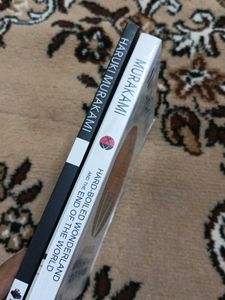 HARUKI MURAKAMI
MURAKAMI
HARD-BOILED WONDERLAND
AND THE END OF THE WORLD